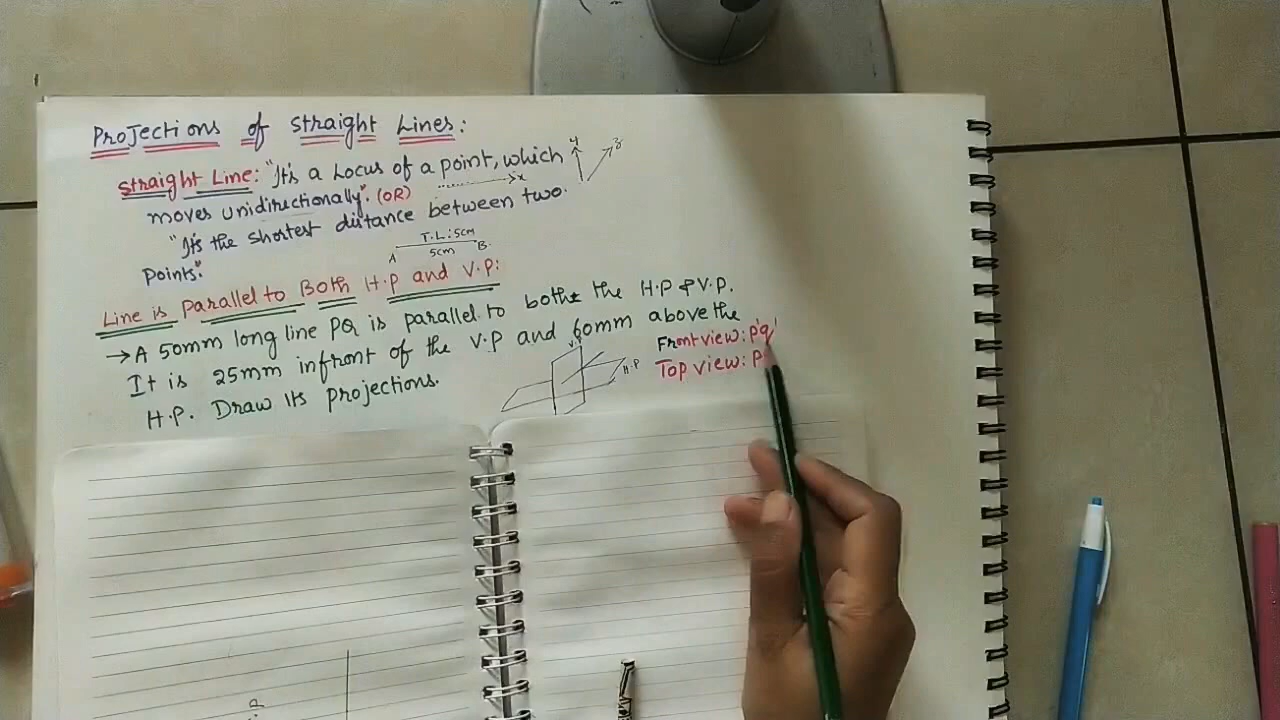 Projections of Straight Lines:
Straight Line: "It's a Locus of a point, which
moves unidirectionally". (OR)
x
y
"It's the shortest distance between two
Points".
T.L:5cm
A 5cm B.
Line is Parallel to Both H.P and V.P:
→ A 50mm long line PQ is parallel to both the H.P & V.P.
It is 25mm infront of the V.P and 60mm above the
H.P. Draw its projections.
H.P
Front view: p'q'
Top view: p